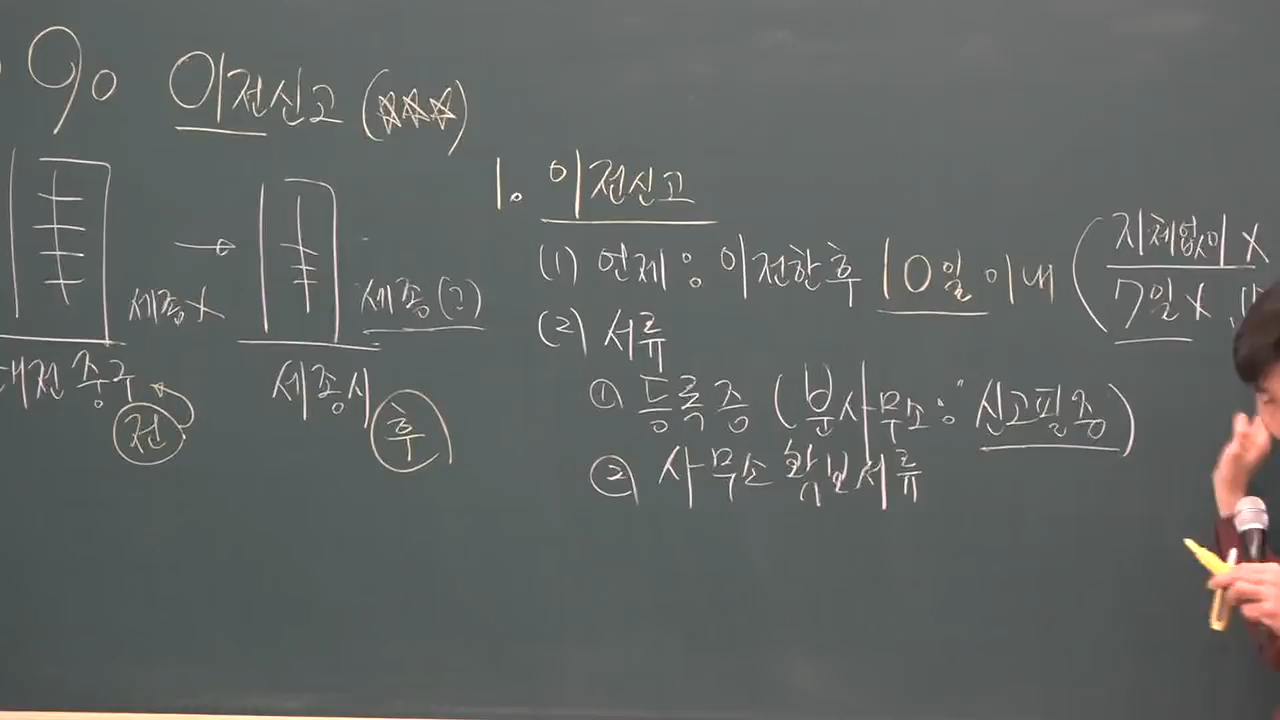 90 이전신고 (☆☆☆)
→
세종X
세종(?)
대전 중구
전
세종시
후
1. 이전신고
(1) 언제 : 이전한 후 10일 이내 (지체없이 X
7일 X
(2) 서류
① 등록증 (분사무소: "신고필증)
② 사무소 확보서류